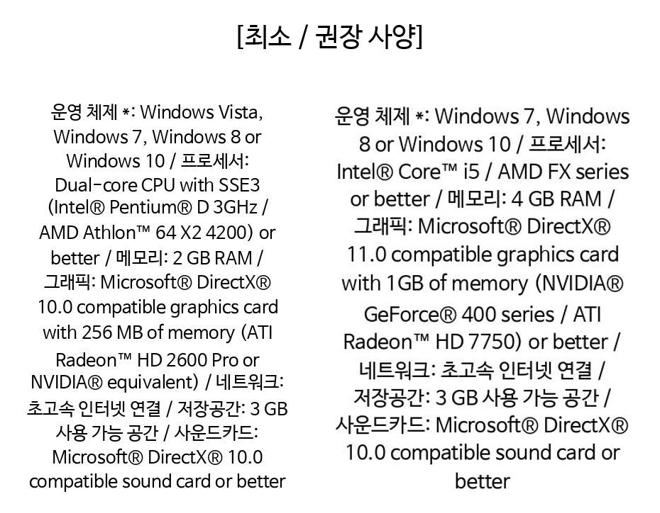 [최소 / 권장 사양]
운영 체제 *: Windows Vista,
Windows 7, Windows 8 or
Windows 10 / 프로세서:
Dual-core CPU with SSE3
(Intel® Pentium® D 3GHz /
AMD Athlon™ 64 X2 4200) or
better / 메모리: 2 GB RAM /
그래픽: Microsoft® DirectX®
10.0 compatible graphics card
with 256 MB of memory (ATI
Radeon™ HD 2600 Pro or
NVIDIA® equivalent) / 네트워크:
초고속 인터넷 연결 / 저장공간: 3 GB
사용 가능 공간 / 사운드카드:
Microsoft® DirectX® 10.0
compatible sound card or better
운영 체제 *: Windows 7, Windows
8 or Windows 10 / 프로세서:
Intel® Core™ i5 / AMD FX series
or better / 메모리: 4 GB RAM /
그래픽: Microsoft® DirectX®
11.0 compatible graphics card
with 1GB of memory (NVIDIA®
GeForce® 400 series / ATI
Radeon™ HD 7750) or better /
네트워크: 초고속 인터넷 연결 /
저장공간: 3 GB 사용 가능 공간 /
사운드카드: Microsoft® DirectX®
10.0 compatible sound card or
better